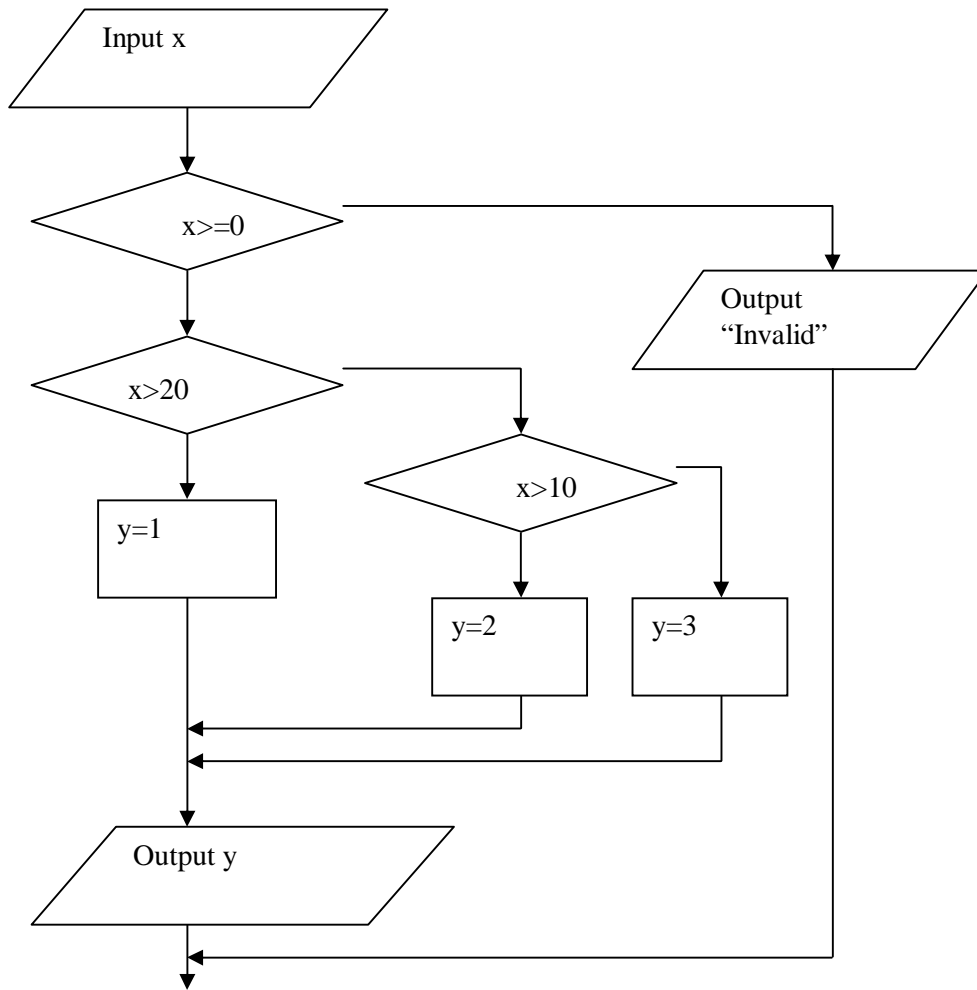 Input x
x>=0
Output
“Invalid”
x>20
x>10
y=1
y=2
y=3
Output y